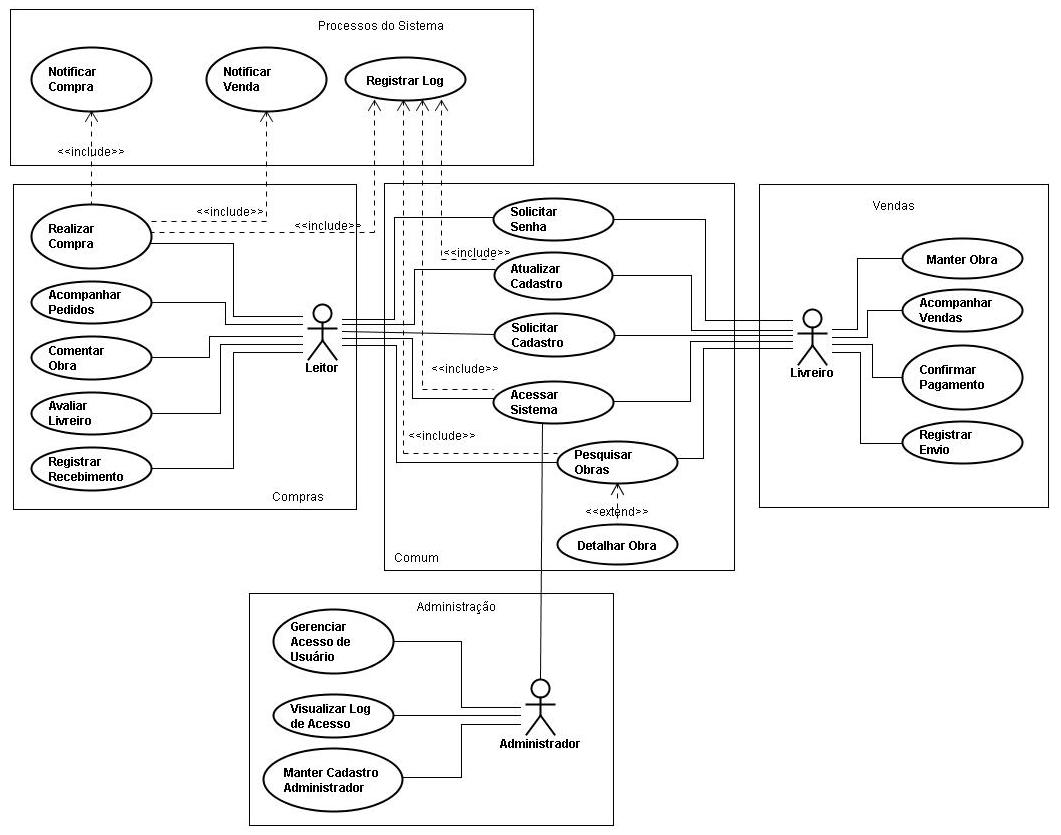 Processos do Sistema
Notificar
Compra
Notificar
Venda
Registrar Log
<<include>>
<<include>>
<<include>>
Realizar
Compra
Acompanhar
Pedidos
Comentar
Obra
Avaliar
Livreiro
Registrar
Recebimento
Compras
Leitor
Solicitar
Senha
<<include>>
Atualizar
Cadastro
Solicitar
Cadastro
<<include>>
Acessar
Sistema
<<include>>
Pesquisar
Obras
<<extend>>
Detalhar Obra
Comum
Vendas
Livreiro
Manter Obra
Acompanhar
Vendas
Confirmar
Pagamento
Registrar
Envio
Administração
Gerenciar
Acesso de
Usuário
Visualizar Log
de Acesso
Manter Cadastro
Administrador
Administrador